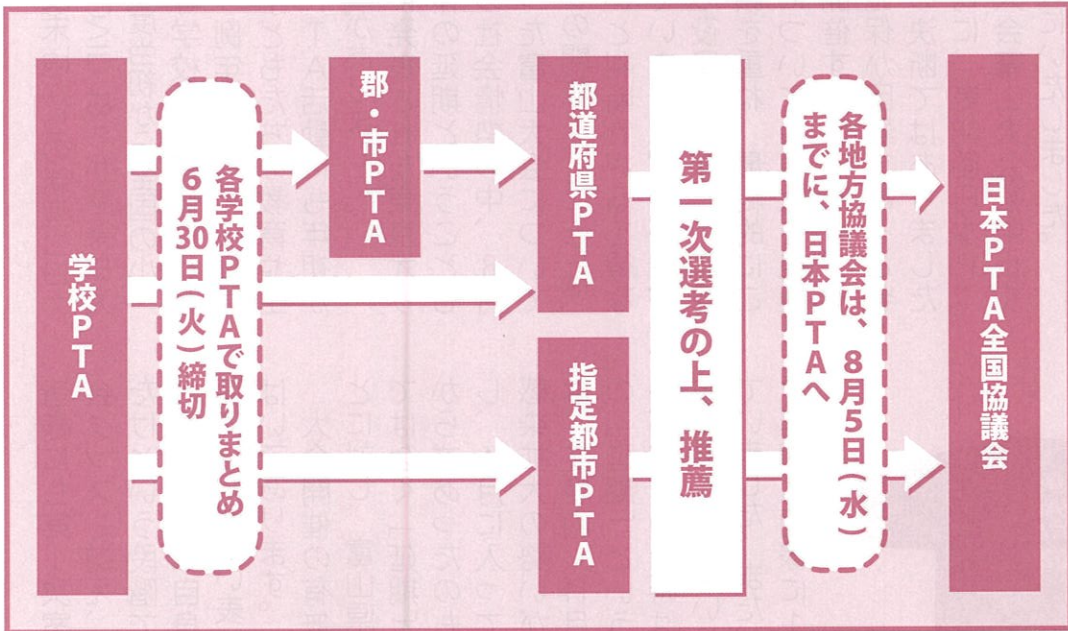 学校PTA
各学校PTAで取りまとめ
6月30日(火)締切
郡・市PTA
都道府県PTA
指定都市PTA
第一次選考の上、推薦
各地方協議会は、8月5日(水)
までに、日本PTAへ
日本PTA全国協議会